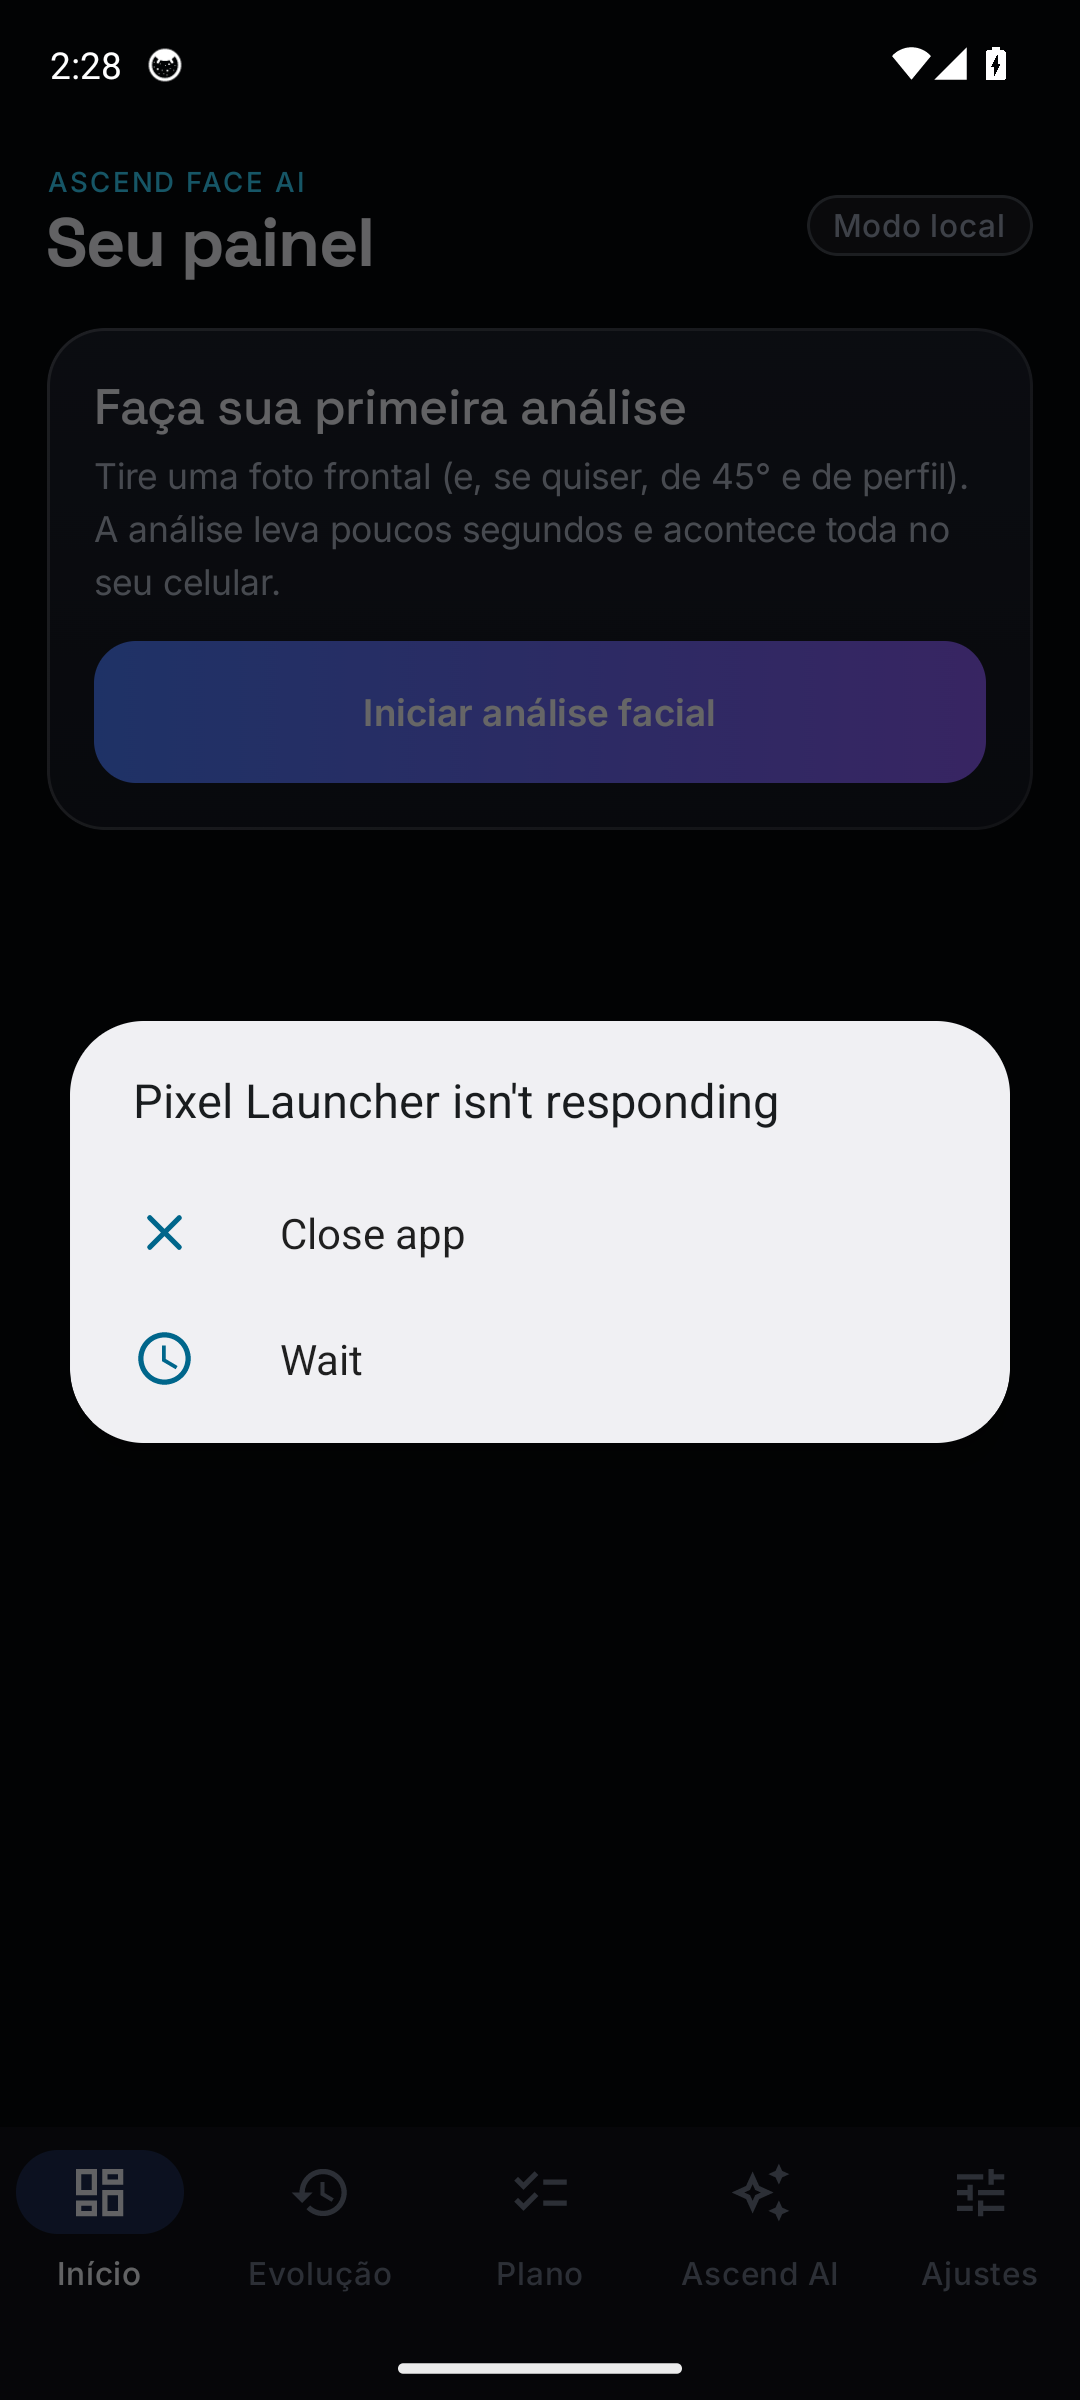 2:28
ASCEND FACE AI
Seu painel
Modo local
Faça sua primeira análise
Tire uma foto frontal (e, se quiser, de 45° e de perfil).
A análise leva poucos segundos e acontece toda no
seu celular.
Iniciar análise facial
Pixel Launcher isn't responding
Close app
Wait
Início
Evolução
Plano
Ascend AI
Ajustes